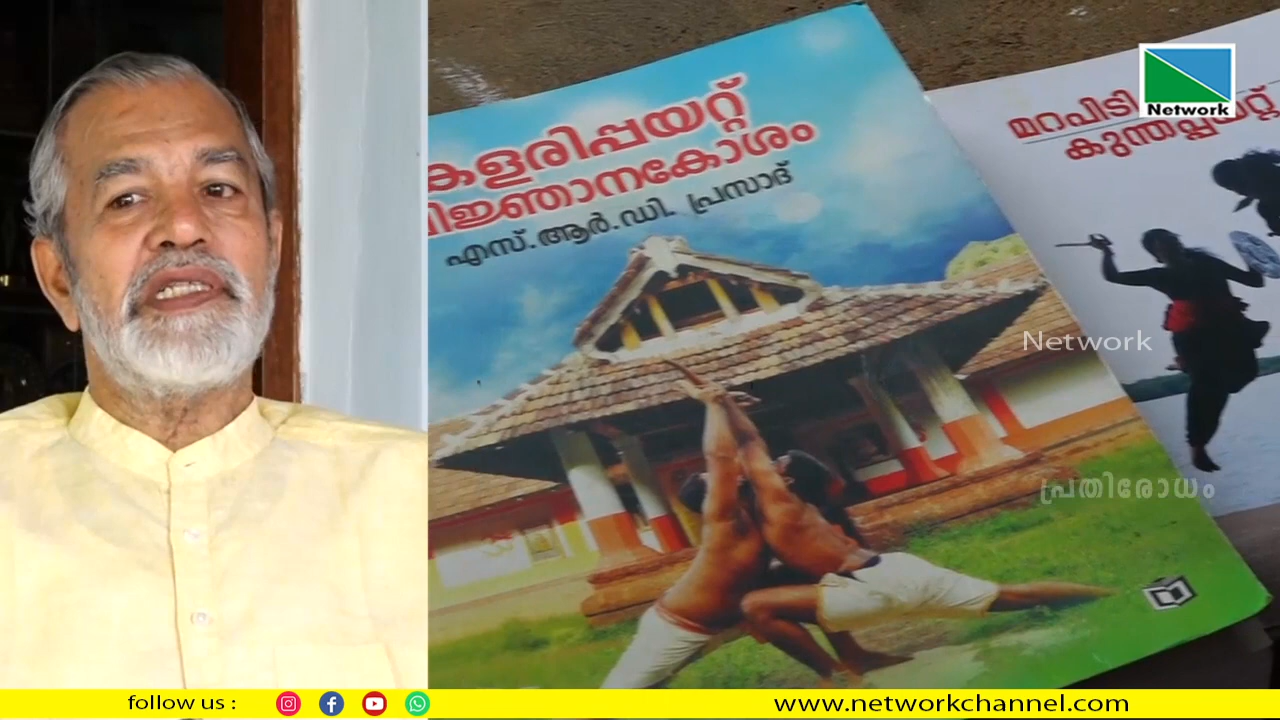 Network
കളരിപ്പയറ്റ്
വിജ്ഞാനകോശം
എസ്.ആർ.ഡി. പ്രസാദ്
മറപിടി
കുന്തപ്പയറ്റ്
Network
പ്രതിരോധം
follow us :
www.networkchannel.com